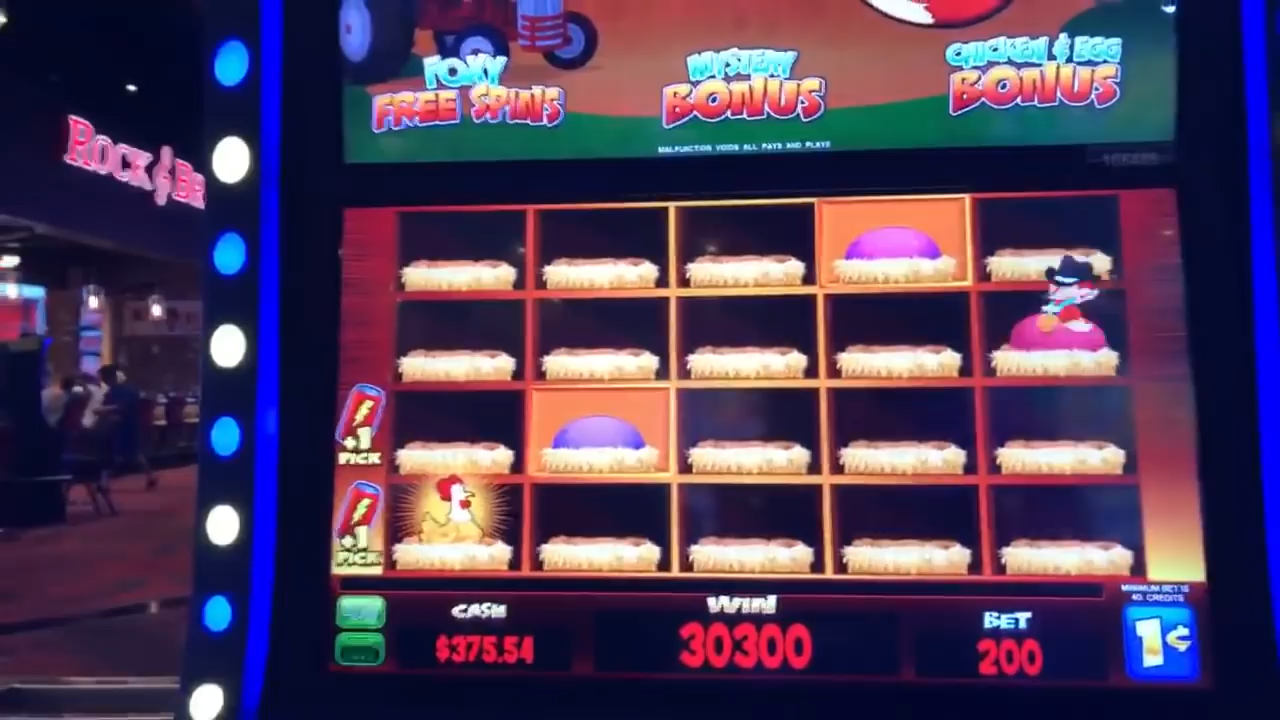 FOXY
FREE SPINS
MYSTERY
BONUS
CHICKEN & EGG
BONUS
MALFUNCTION VOIDS ALL PAYS AND PLAYS
ROCK & BR
+1
PICK
+1
PICK
CASH
$375.54
WIN
30300
BET
200
MINIMUM BET IS
40 CREDITS
1¢